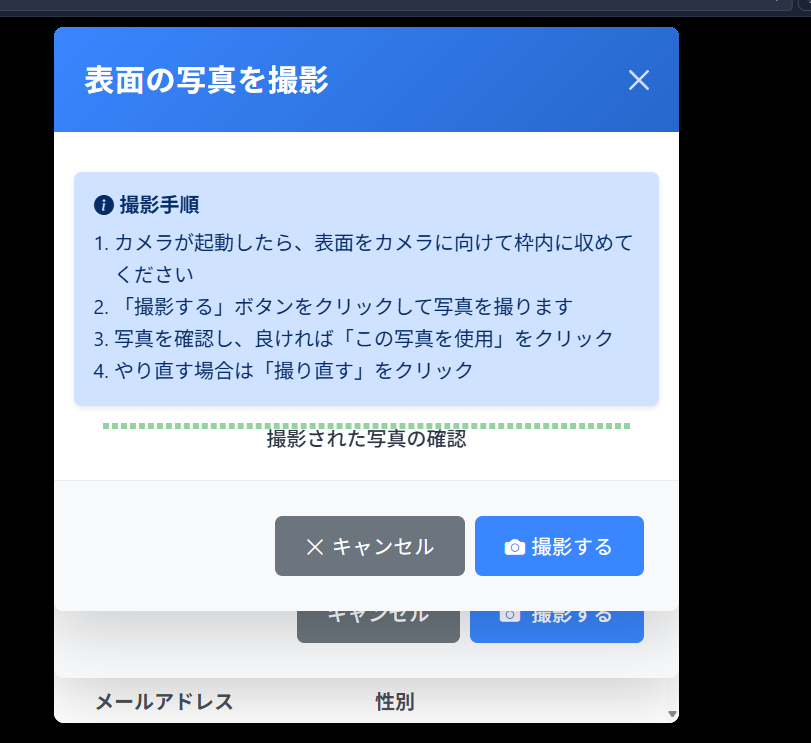 表面の写真を撮影
撮影手順
1. カメラが起動したら、表面をカメラに向けて枠内に収めて
ください
2. 「撮影する」ボタンをクリックして写真を撮ります
3. 写真を確認し、良ければ「この写真を使用」をクリック
4. やり直す場合は「撮り直す」をクリック
撮影された写真の確認
キャンセル 撮影する
キャンセル 撮影する
メールアドレス 性別